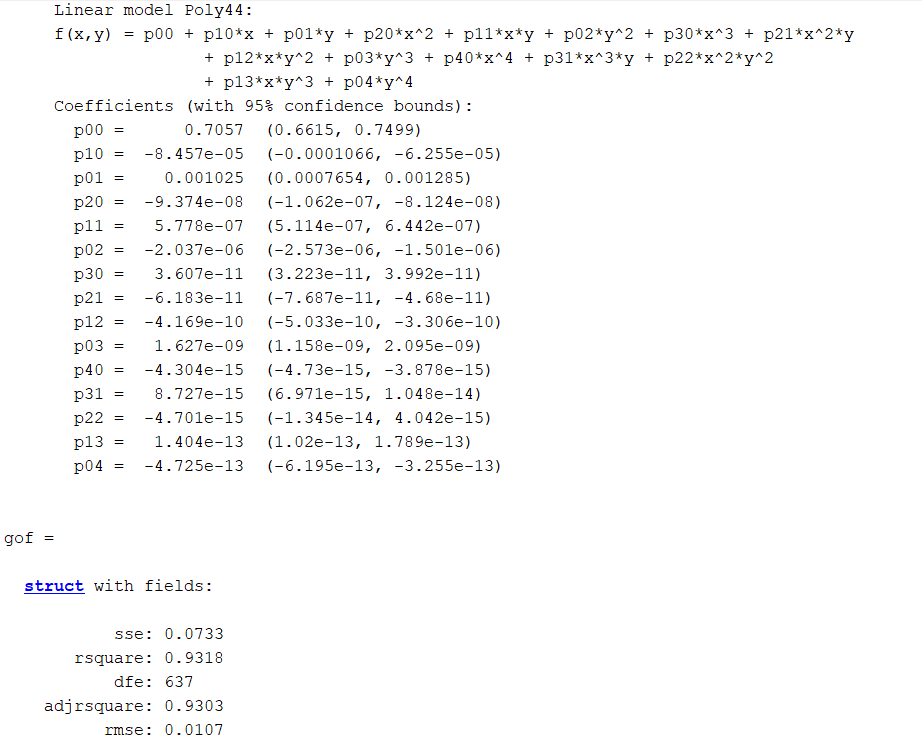 Linear model Poly44:
f(x,y) = p00 + p10*x + p01*y + p20*x^2 + p11*x*y + p02*y^2 + p30*x^3 + p21*x^2*y
+ p12*x*y^2 + p03*y^3 + p40*x^4 + p31*x^3*y + p22*x^2*y^2
+ p13*x*y^3 + p04*y^4
Coefficients (with 95% confidence bounds):
p00 = 0.7057 (0.6615, 0.7499)
p10 = -8.457e-05 (-0.0001066, -6.255e-05)
p01 = 0.001025 (0.0007654, 0.001285)
p20 = -9.374e-08 (-1.062e-07, -8.124e-08)
p11 = 5.778e-07 (5.114e-07, 6.442e-07)
p02 = -2.037e-06 (-2.573e-06, -1.501e-06)
p30 = 3.607e-11 (3.223e-11, 3.992e-11)
p21 = -6.183e-11 (-7.687e-11, -4.68e-11)
p12 = -4.169e-10 (-5.033e-10, -3.306e-10)
p03 = 1.627e-09 (1.158e-09, 2.095e-09)
p40 = -4.304e-15 (-4.73e-15, -3.878e-15)
p31 = 8.727e-15 (6.971e-15, 1.048e-14)
p22 = -4.701e-15 (-1.345e-14, 4.042e-15)
p13 = 1.404e-13 (1.02e-13, 1.789e-13)
p04 = -4.725e-13 (-6.195e-13, -3.255e-13)
gof =
struct with fields:
sse: 0.0733
rsquare: 0.9318
dfe: 637
adjrsquare: 0.9303
rmse: 0.0107